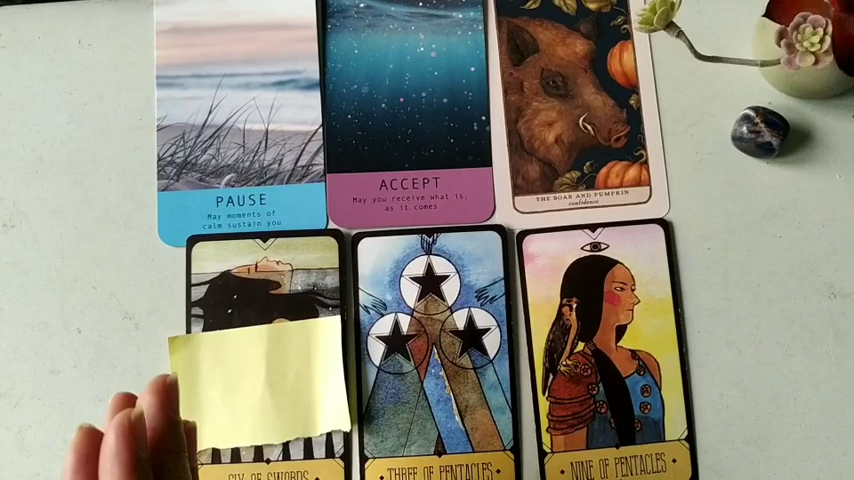 PAUSE
May moments of
calm sustain you
ACCEPT
May you receive what is,
as it comes
THE BOAR AND PUMPKIN
confidence
SIX OF SWORDS
THREE OF PENTACLES
NINE OF PENTACLES